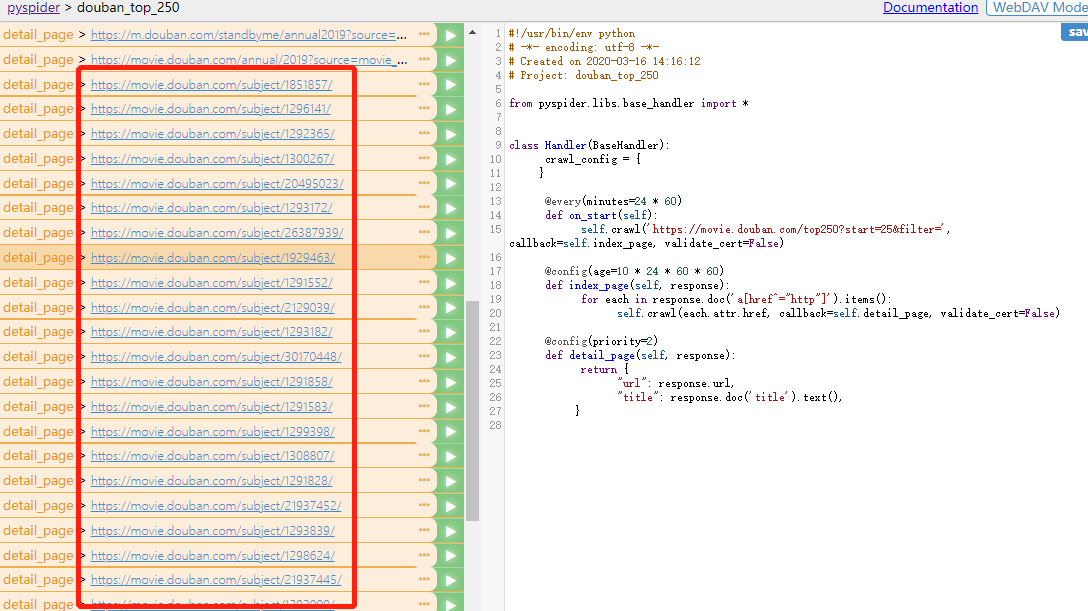 pyspider > douban_top_250
Documentation
WebDAV Mode
detail_page > https://m.douban.com/standbyme/annual2019?source=... ...
detail_page > https://movie.douban.com/annual/2019?source=movie_... ...
detail_page > https://movie.douban.com/subject/1851857/ ...
detail_page > https://movie.douban.com/subject/1296141/ ...
detail_page > https://movie.douban.com/subject/1292365/ ...
detail_page > https://movie.douban.com/subject/1300267/ ...
detail_page > https://movie.douban.com/subject/20495023/ ...
detail_page > https://movie.douban.com/subject/1293172/ ...
detail_page > https://movie.douban.com/subject/26387939/ ...
detail_page > https://movie.douban.com/subject/1929463/ ...
detail_page > https://movie.douban.com/subject/1291552/ ...
detail_page > https://movie.douban.com/subject/2129039/ ...
detail_page > https://movie.douban.com/subject/1293182/ ...
detail_page > https://movie.douban.com/subject/30170448/ ...
detail_page > https://movie.douban.com/subject/1291858/ ...
detail_page > https://movie.douban.com/subject/1291583/ ...
detail_page > https://movie.douban.com/subject/1299398/ ...
detail_page > https://movie.douban.com/subject/1308807/ ...
detail_page > https://movie.douban.com/subject/1291828/ ...
detail_page > https://movie.douban.com/subject/21937452/ ...
detail_page > https://movie.douban.com/subject/1293839/ ...
detail_page > https://movie.douban.com/subject/1298624/ ...
detail_page > https://movie.douban.com/subject/21937445/ ...
detail_page
sav
1 #!/usr/bin/env python
2 # -*- encoding: utf-8 -*-
3 # Created on 2020-03-16 14:16:12
4 # Project: douban_top_250
5
6 from pyspider.libs.base_handler import *
7
8
9 class Handler(BaseHandler):
10 crawl_config = {
11 }
12
13 @every(minutes=24 * 60)
14 def on_start(self):
15 self.crawl('https://movie.douban.com/top250?start=25&filter=',
callback=self.index_page, validate_cert=False)
16
17 @config(age=10 * 24 * 60 * 60)
18 def index_page(self, response):
19 for each in response.doc('a[href^="http"]').items():
20 self.crawl(each.attr.href, callback=self.detail_page, validate_cert=False)
21
22 @config(priority=2)
23 def detail_page(self, response):
24 return {
25 "url": response.url,
26 "title": response.doc('title').text(),
27 }
28